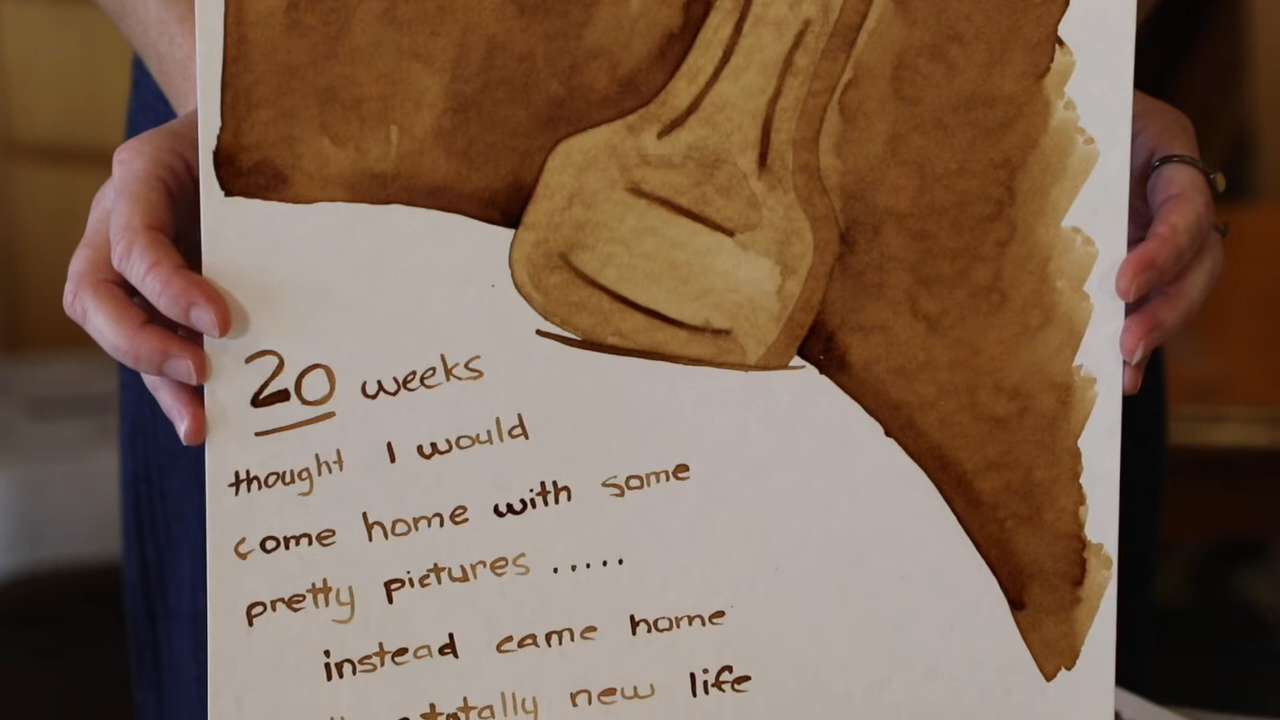 20 weeks
thought I would
come home with some
pretty pictures .....
instead came home
totally new life